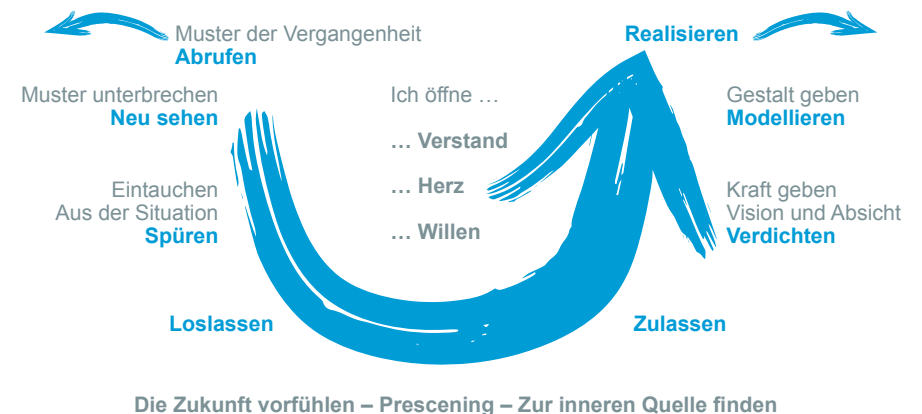 Muster der Vergangenheit
Abrufen
Muster unterbrechen
Neu sehen
Eintauchen
Aus der Situation
Spüren
Loslassen
Ich öffne …
… Verstand
… Herz
… Willen
Realisieren
Gestalt geben
Modellieren
Kraft geben
Vision und Absicht
Verdichten
Zulassen
Die Zukunft vorfühlen – Prescening – Zur inneren Quelle finden